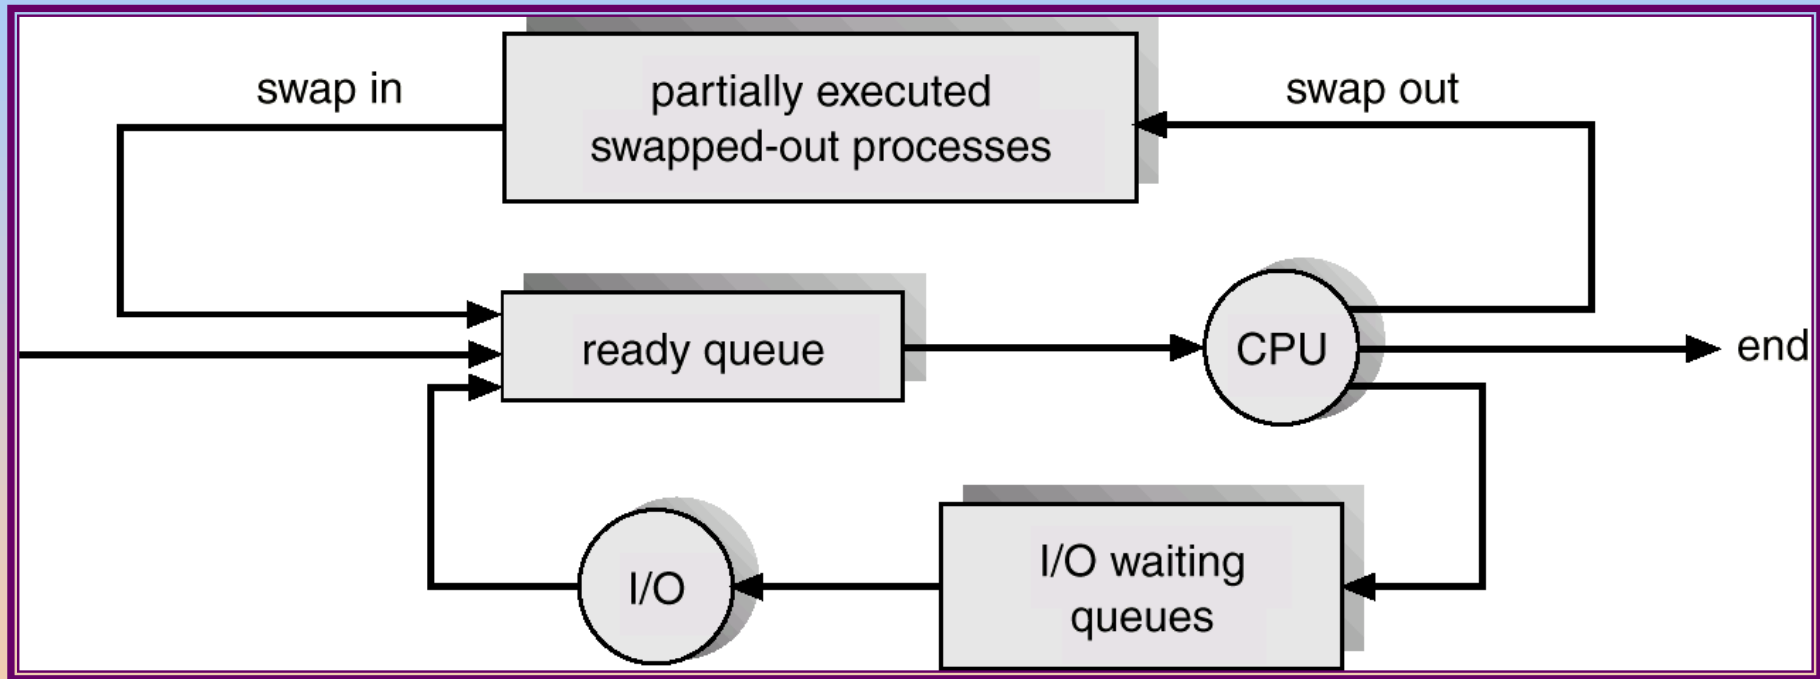 swap in
partially executed
swapped-out processes
swap out
ready queue
CPU
end
I/O
I/O waiting
queues